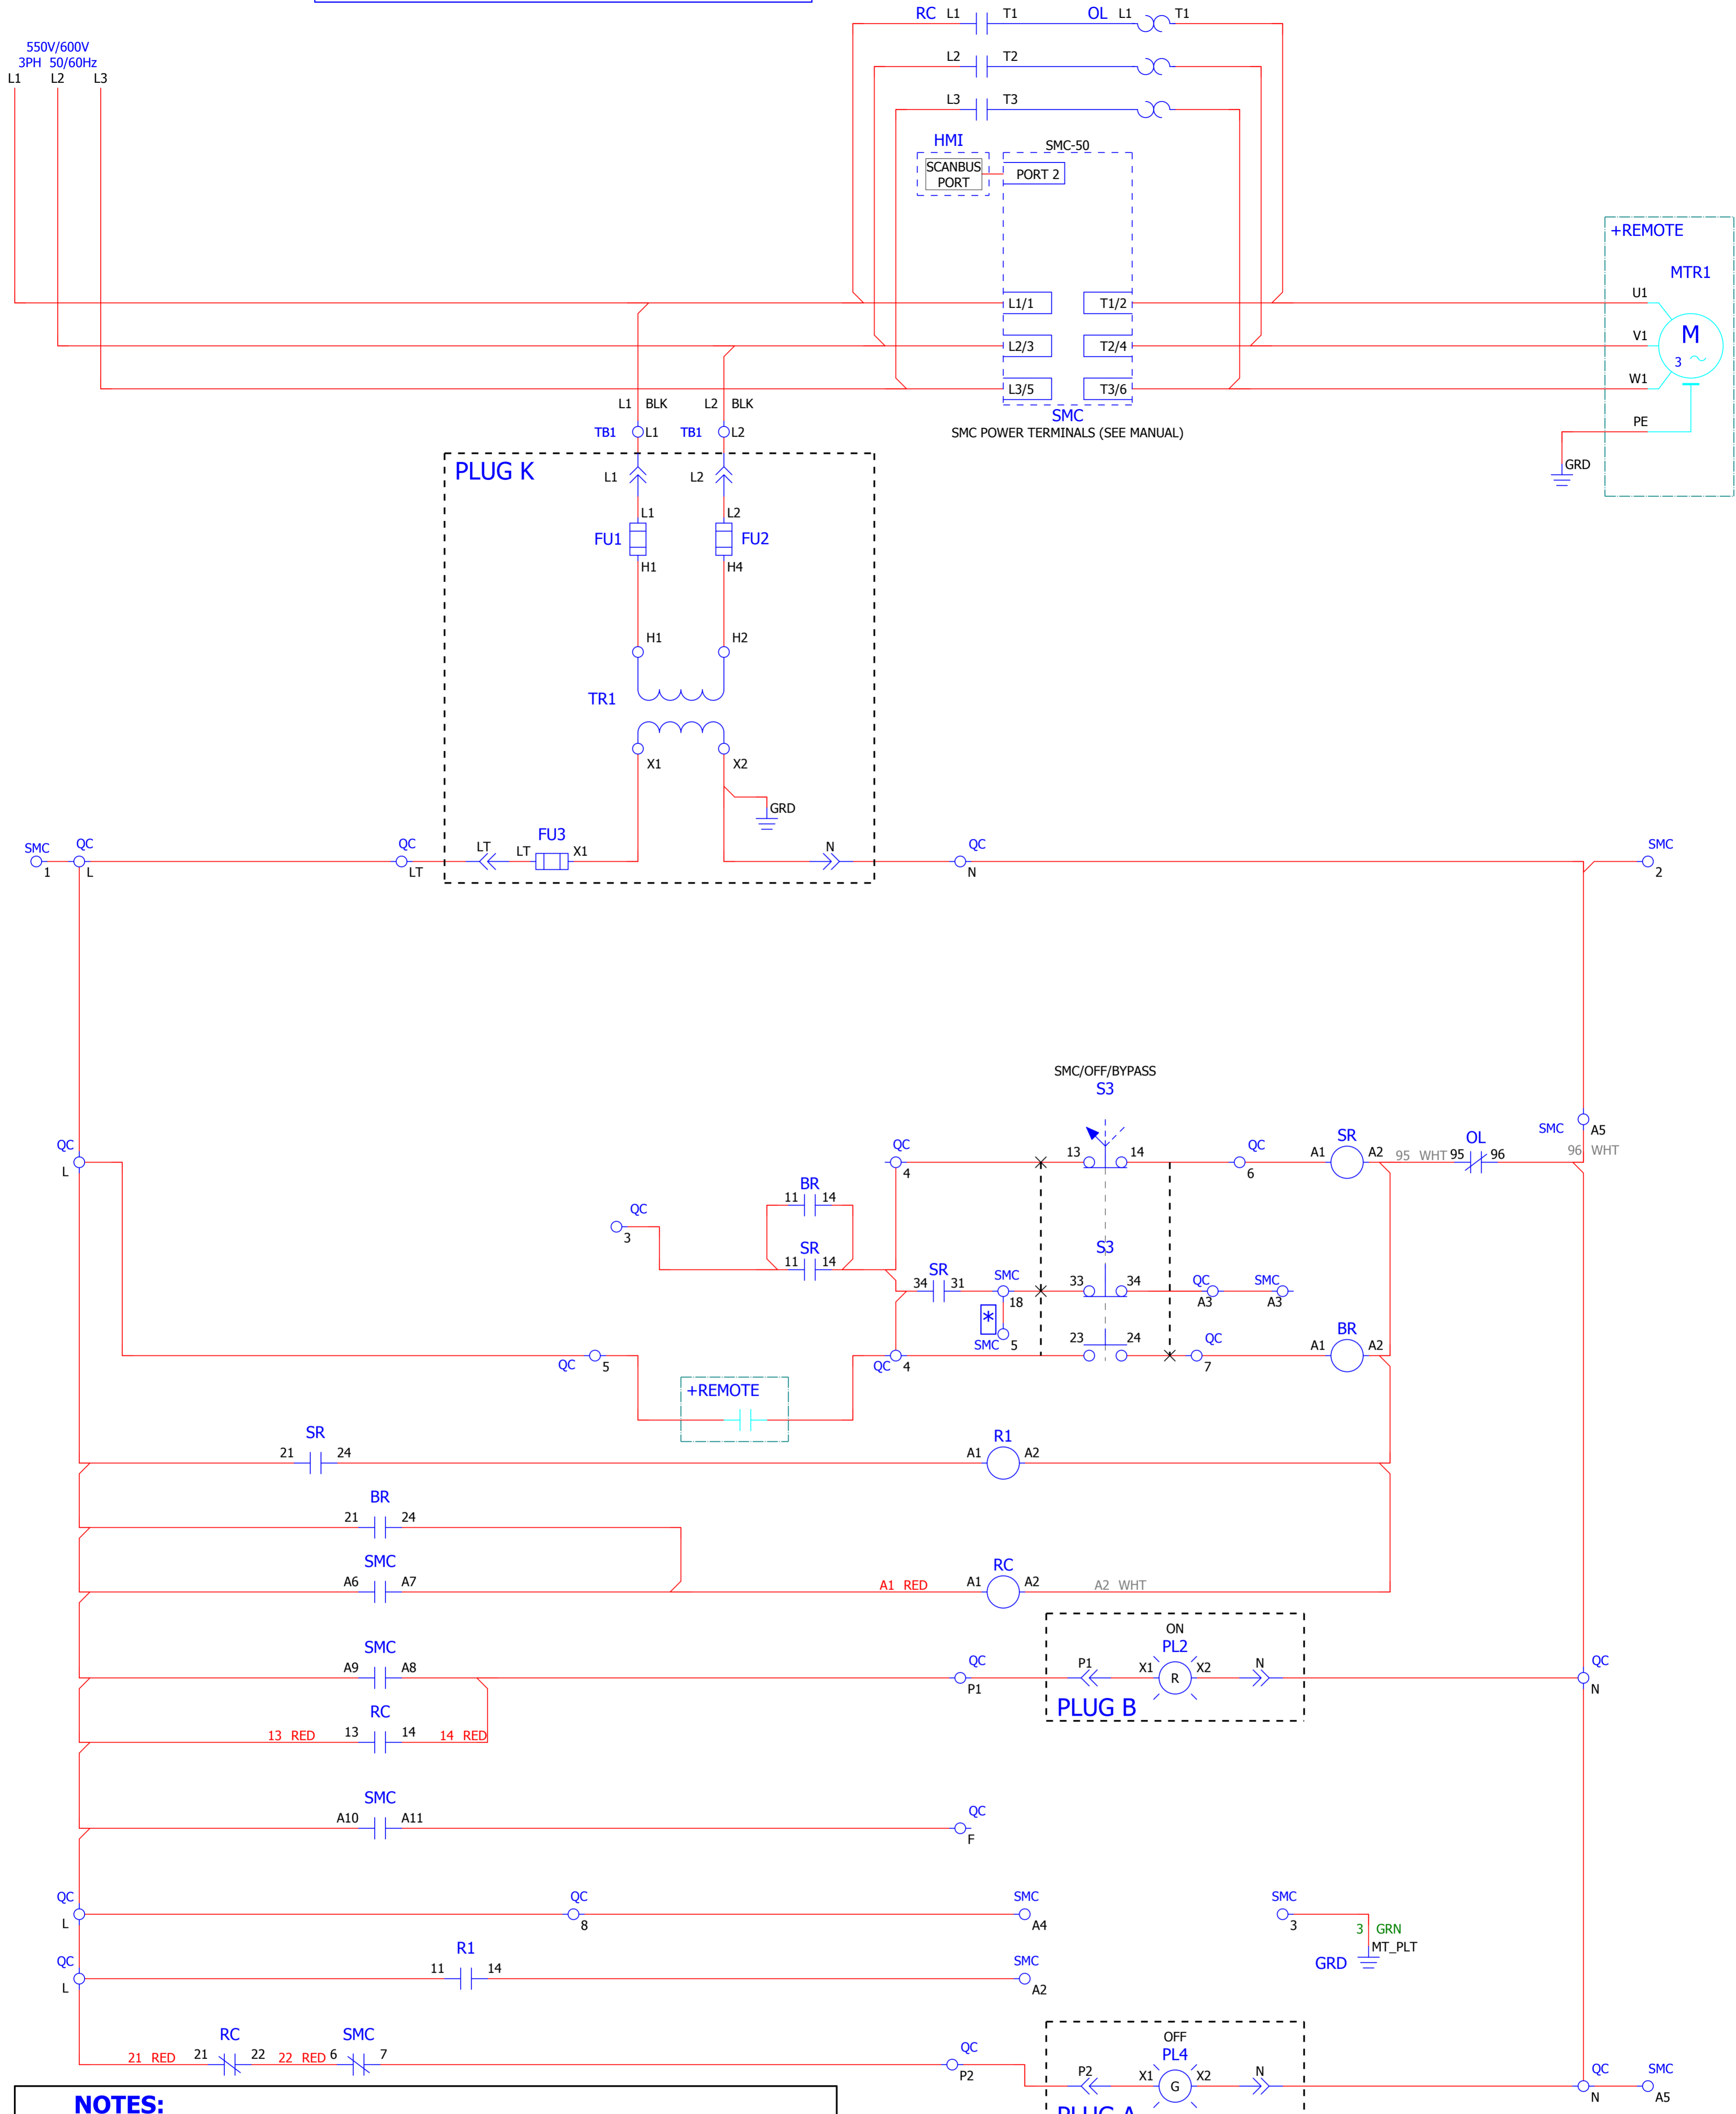 RC L1 T1 OL L1 T1
550V/600V
3PH 50/60Hz
L1 L2 L3
L2 T2
L3 T3
HMI
SMC-50
SCANBUS
PORT
PORT 2
+REMOTE
MTR1
U1
L1/1 T1/2
V1
M
3
L2/3 T2/4
W1
L3/5 T3/6
L1 BLK L2 BLK
SMC
SMC POWER TERMINALS (SEE MANUAL)
PE
TB1 L1 TB1 L2
GRD
PLUG K
L1 L2
L1 L2
FU1 FU2
H1 H4
H1 H2
TR1
X1 X2
GRD
FU3
SMC QC QC LT LT X1 N QC SMC
1 L LT N 2
SMC/OFF/BYPASS
S3
SMC A5
QC QC 13 14 QC SR OL
L 4 6 A1 A2 95 WHT 95 96 96 WHT
BR
11 14
QC
3
SR
11 14
S3
SR
34 31 SMC 33 34 QC SMC
18 A3 A3
*
SMC 5
23 24 QC BR
A1 A2
QC 5 QC 4 7
+REMOTE
SR R1
21 24 A1 A2
BR
21 24
SMC RC
A6 A7 A1 RED A1 A2 A2 WHT
ON
SMC PL2
A9 A8 QC P1 X1 R X2 N QC
P1 N
PLUG B
RC
13 RED 13 14 14 RED
SMC
A10 A11 QC
F
QC QC SMC SMC
L 8 A4 3
3 GRN
MT_PLT
GRD
QC R1 SMC
L 11 14 A2
OFF
RC SMC PL4
21 RED 21 22 22 RED 6 7 QC P2 X1 G X2 N QC SMC
P2 N A5
NOTES:
PLUG A